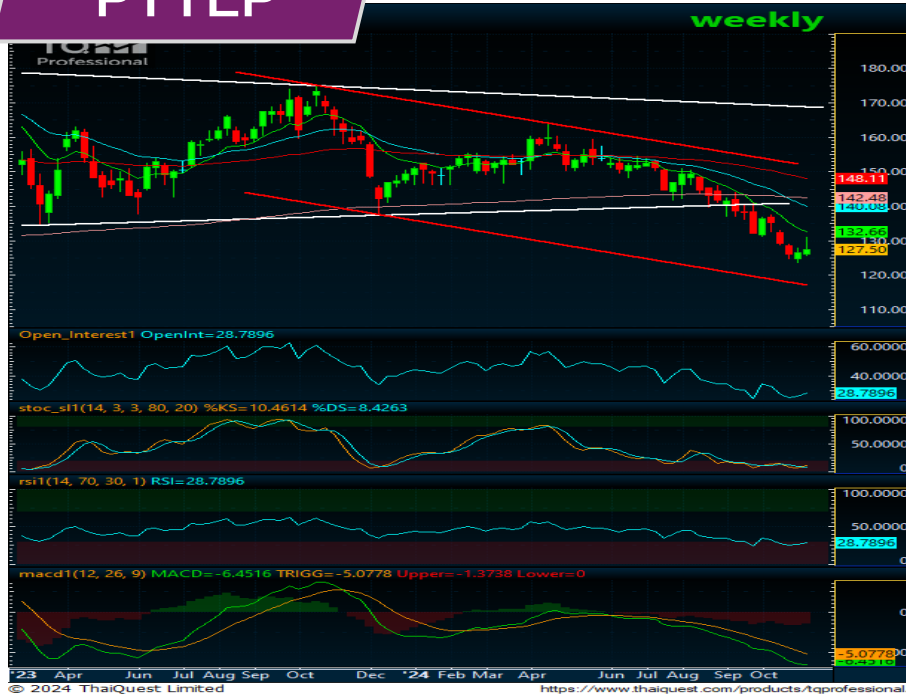 PTTEP
weekly
TQ
Professional
180.00
170.00
160.00
150.00
148.11
142.48
140.08
132.66
130.00
127.50
120.00
110.00
Open_Interest1 OpenInt=28.7896
60.0000
40.0000
28.7896
stoc_sl1(14, 3, 3, 80, 20) %KS=10.4614 %DS=8.4263
100.0000
50.0000
0
rsi1(14, 70, 30, 1) RSI=28.7896
100.0000
50.0000
28.7896
0
macd1(12, 26, 9) MACD=-6.4516 TRIGG=-5.0778 Upper=-1.3738 Lower=0
0
-5.0778
-6.4516
'23 Apr Jun Jul Aug Sep Oct Dec '24 Feb Mar Apr Jun Jul Aug Sep Oct
© 2024 ThaiQuest Limited https://www.thaiquest.com/products/tqprofessional